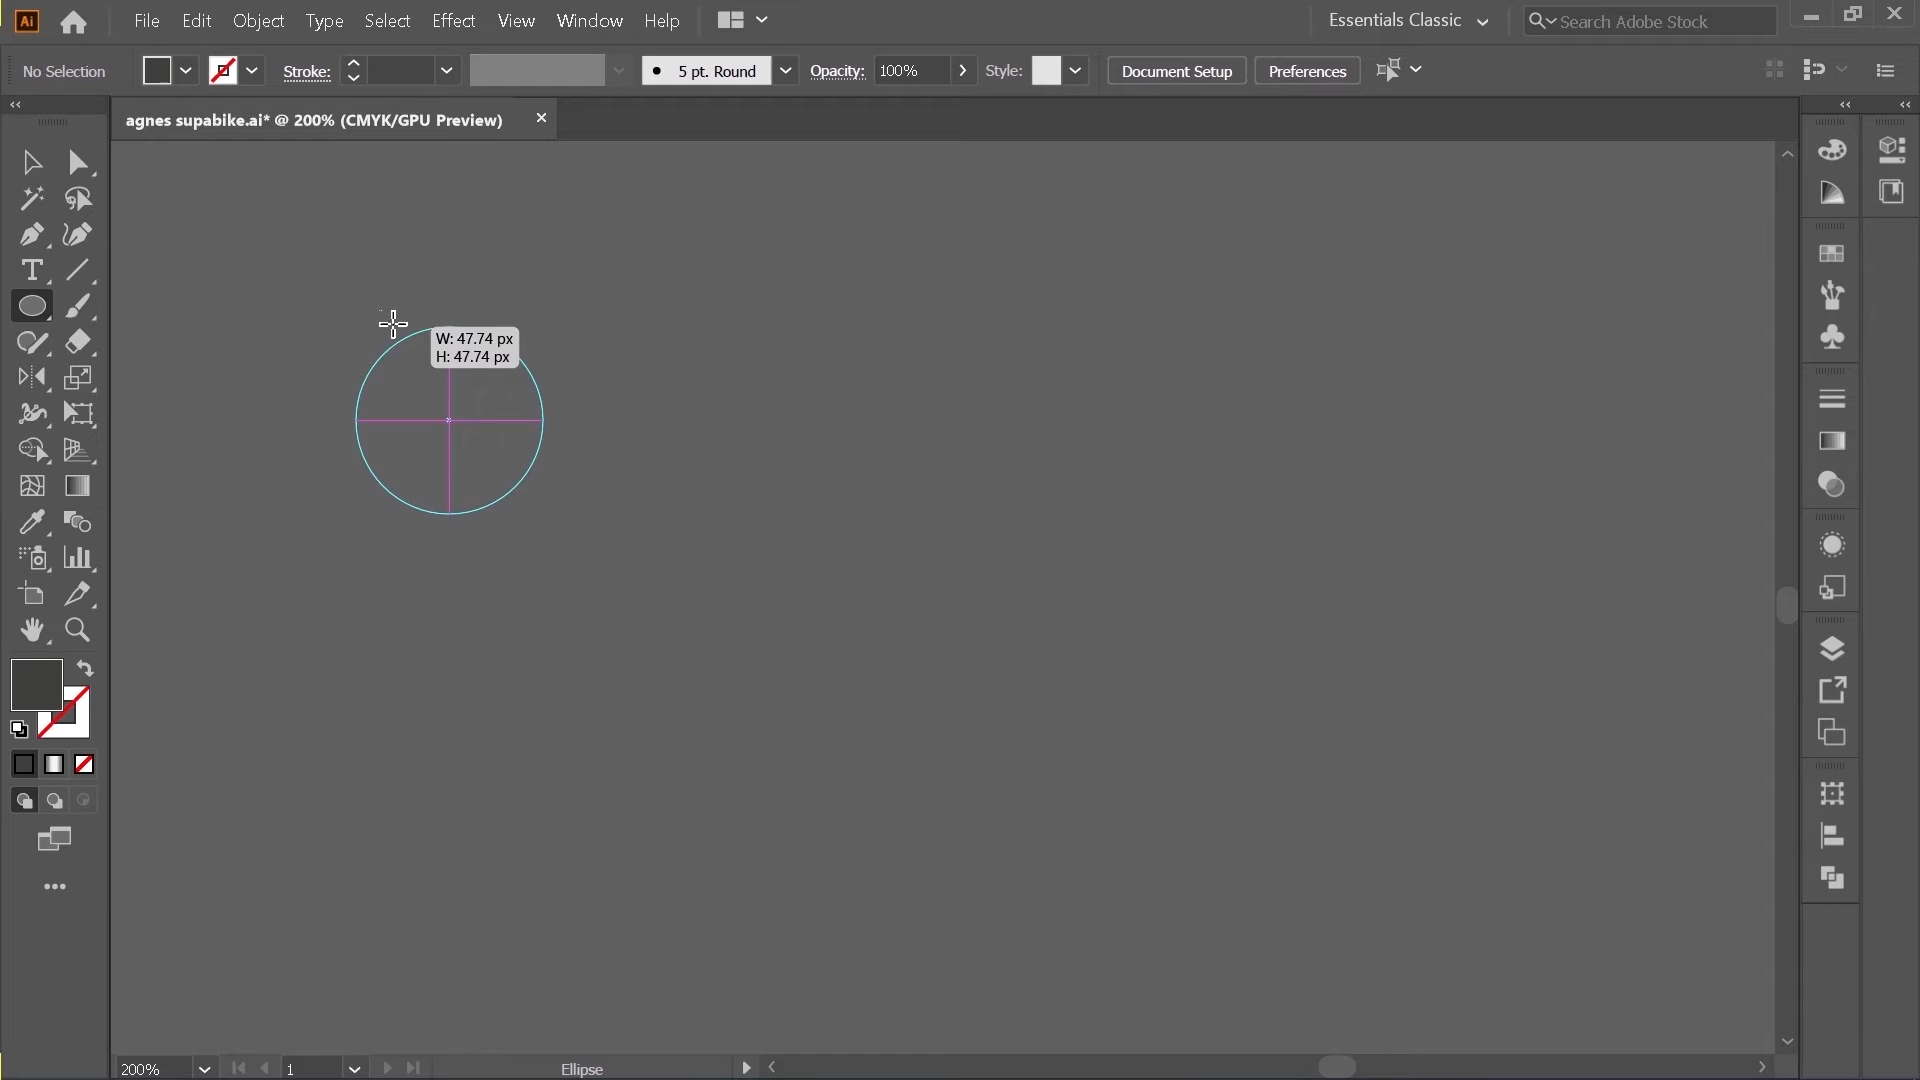 Ai File Edit Object Type Select Effect View Window Help Essentials Classic Search Adobe Stock
No Selection Stroke: 5 pt. Round Opacity: 100% Style: Document Setup Preferences
agnes supabike.ai* @ 200% (CMYK/GPU Preview)
W: 47.74 px
H: 47.74 px
200% 1 Ellipse